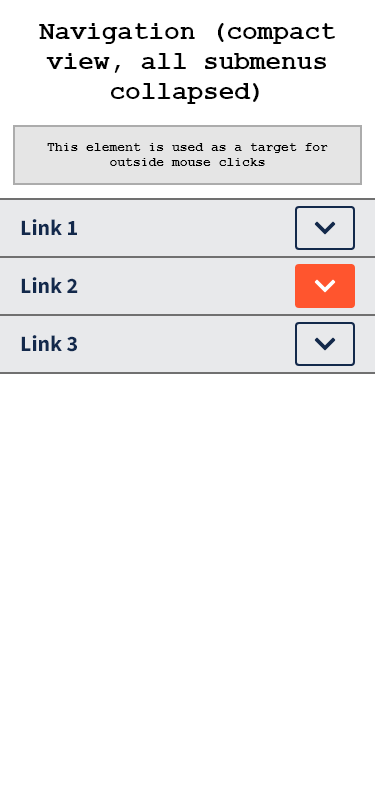 Navigation (compact
view, all submenus
collapsed)
This element is used as a target for
outside mouse clicks
Link 1
Link 2
Link 3